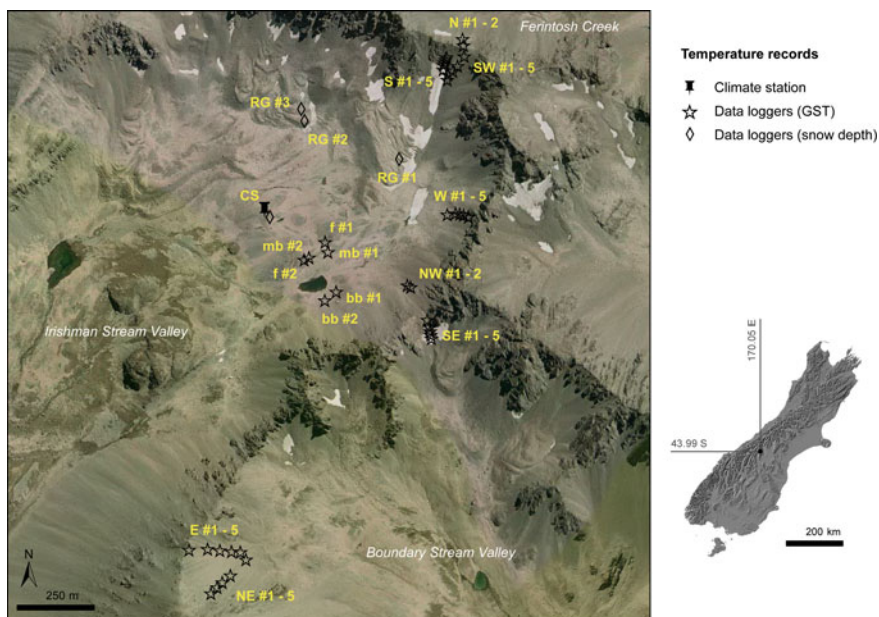 N #1 - 2
Ferintosh Creek
S #1 - 5
SW #1 - 5
RG #3
RG #2
RG #1
CS
W #1 - 5
f #1
mb #2
mb #1
f #2
NW #1 - 2
bb #1
bb #2
Irishman Stream Valley
SE #1 - 5
E #1 - 5
Boundary Stream Valley
NE #1 - 5
N
250 m
Temperature records
Climate station
Data loggers (GST)
Data loggers (snow depth)
170.05 E
43.99 S
200 km